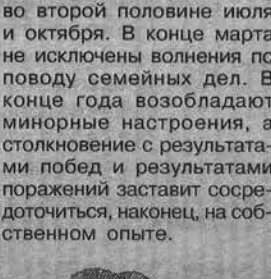 во второй половине июля
и октября. В конце марта
не исключены волнения по
поводу семейных дел. В
конце года возобладают
минорные настроения, а
столкновение с результата-
ми побед и результатами
поражений заставит сосре-
доточиться, наконец, на соб-
ственном опыте.